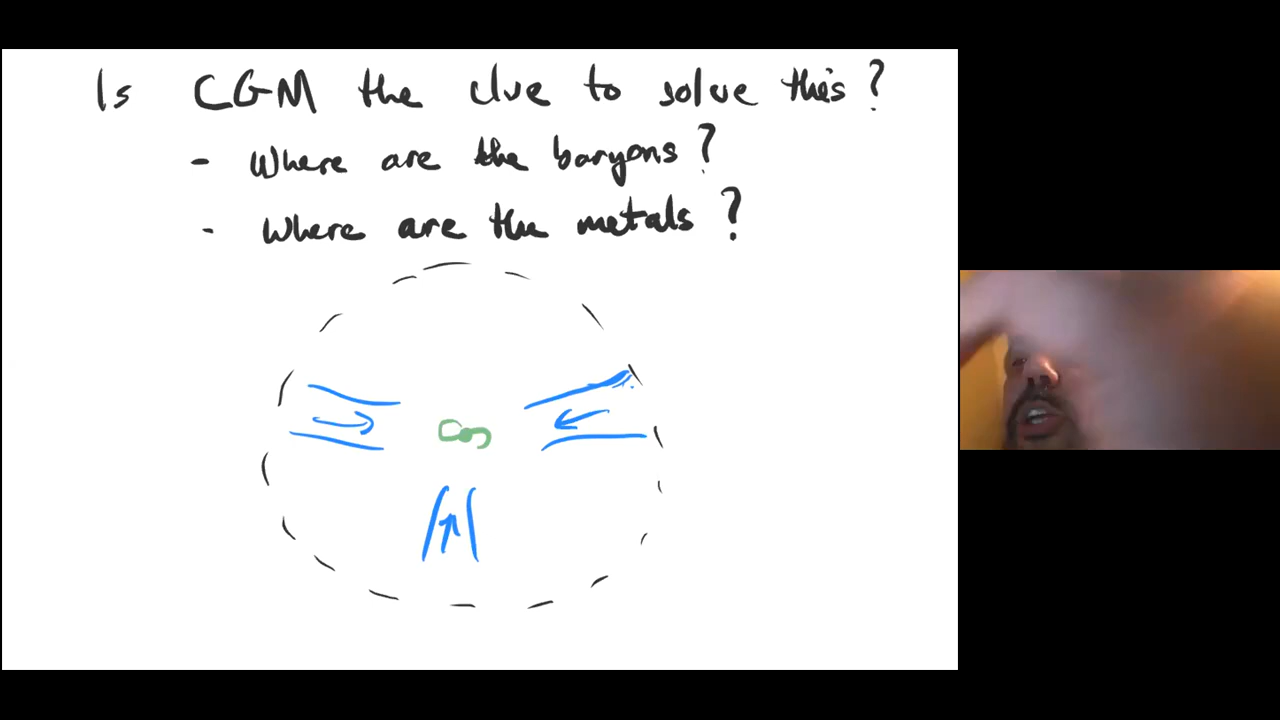 Is CGM the clue to solve this?
- Where are the baryons?
- Where are the metals?